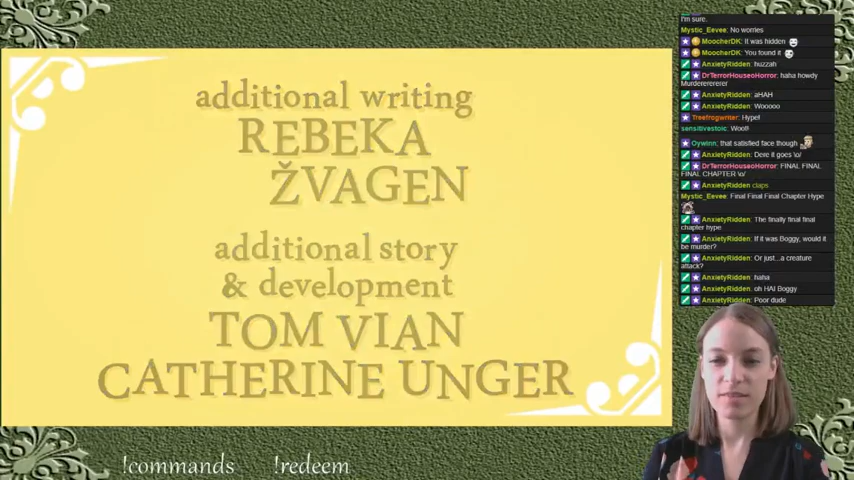 additional writing
REBEKA
ŽVAGEN
additional story
& development
TOM VIAN
CATHERINE UNGER
!commands
!redeem
I'm sure.
Mystic_Eevee: No worries
MoocherDK: It was hidden
MoocherDK: You found it
AnxietyRidden: huzzah
DrTerrorHouseoHorror: haha howdy
Murderererererer
AnxietyRidden: aHAH
AnxietyRidden: Wooooo
Treefrogwriter: Hype!
sensitivestoic: Woot!
Oywinn: that satisfied face though
AnxietyRidden: Dere it goes \o/
DrTerrorHouseoHorror: FINAL FINAL
FINAL CHAPTER \o/
AnxietyRidden claps
Mystic_Eevee: Final Final Final Chapter Hype
AnxietyRidden: The finally final final
chapter hype
AnxietyRidden: If it was Boggy, would it
be murder?
AnxietyRidden: Or just...a creature
attack?
AnxietyRidden: haha
AnxietyRidden: oh HAI Boggy
AnxietyRidden: Poor dude